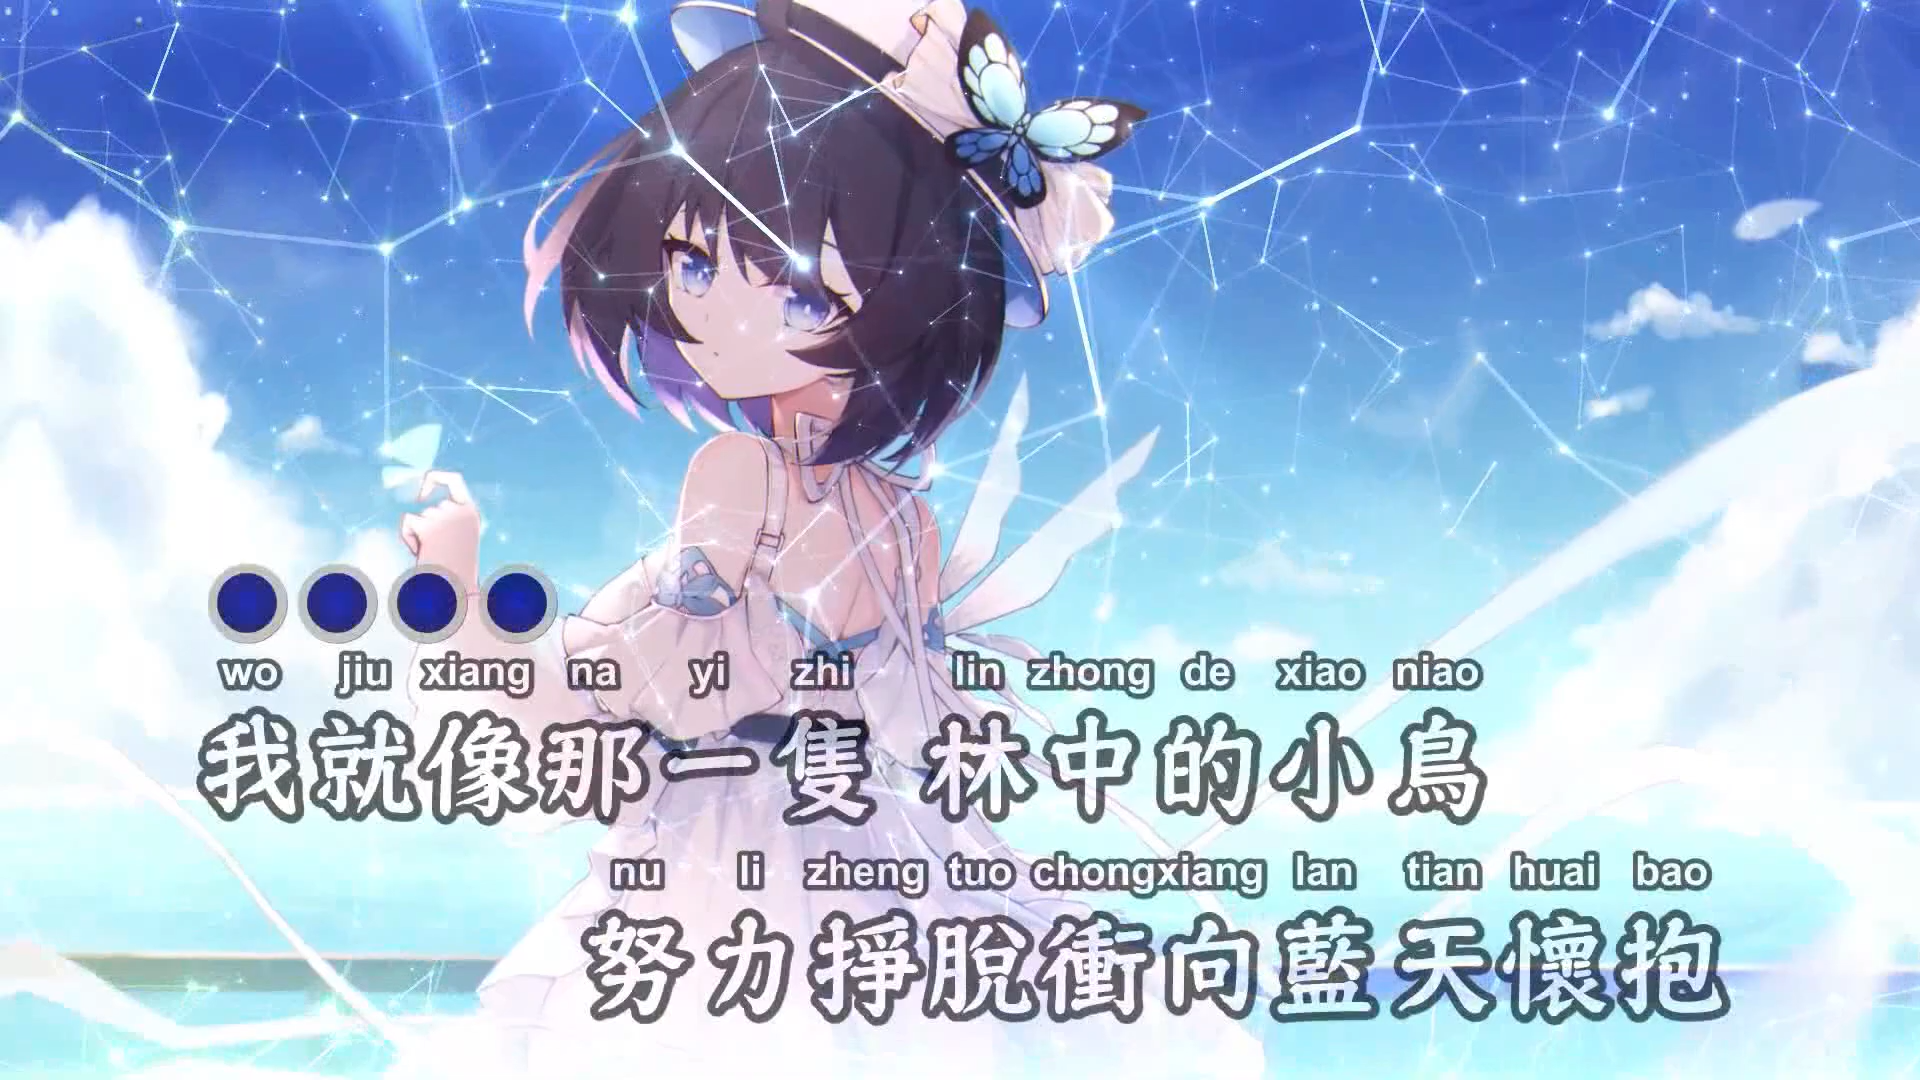 wo jiu xiang na yi zhi lin zhong de xiao niao
我就像那一隻 林中的小鳥
nu li zheng tuo chongxiang lan tian huai bao
努力掙脫衝向藍天懷抱